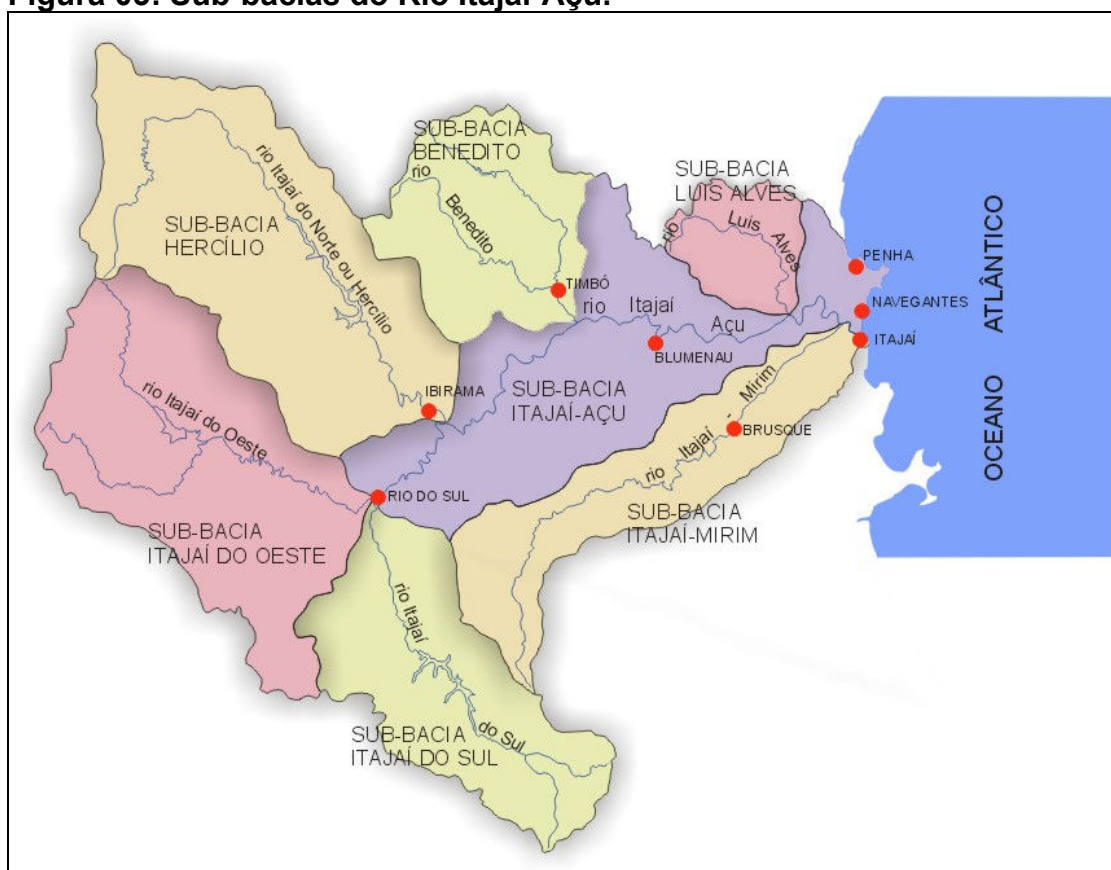 Figura 03: Sub-bacias do Rio Itajaí-Açu.
SUB-BACIA
BENEDITO
rio
Benedito
SUB-BACIA
LUIS ALVES
rio
Luis Alves
rio Itajaí do Norte ou Hercílio
SUB-BACIA
HERCÍLIO
PENHA
TIMBÓ
NAVEGANTES
rio Itajaí Açu
ITAJAÍ
BLUMENAU
OCEANO ATLÂNTICO
IBIRAMA
SUB-BACIA
ITAJAÍ-AÇU
rio Itajaí do Oeste
rio Itajaí - Mirim
BRUSQUE
RIO DO SUL
SUB-BACIA
ITAJAÍ-MIRIM
SUB-BACIA
ITAJAÍ DO OESTE
rio Itajaí
do Sul
SUB-BACIA
ITAJAÍ DO SUL